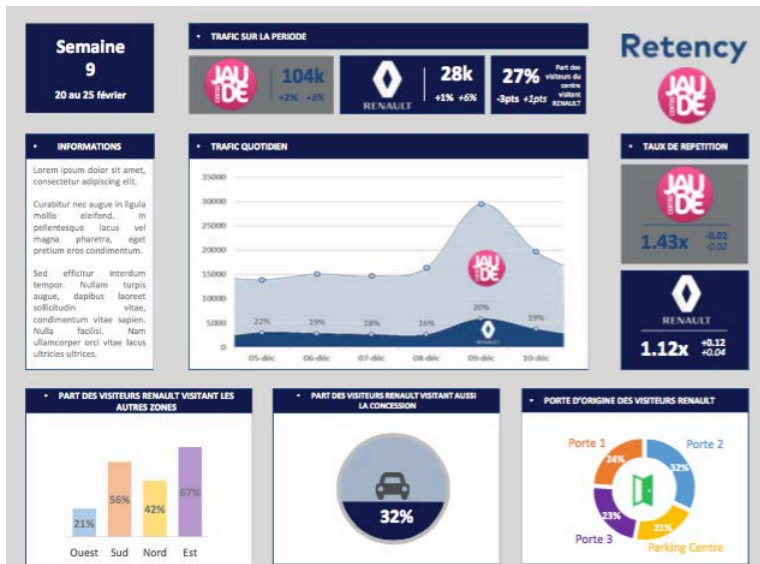 Semaine
9
20 au 25 février
• TRAFIC SUR LA PERIODE
CENTRE
JAUDE
104k
+2% +8%
RENAULT
28k
+1% +6%
27%
Part des
visiteurs du
centre
visitant
RENAULT
-3pts +1pts
Retency
CENTRE
JAUDE
• INFORMATIONS
Lorem ipsum dolor sit amet,
consectetur adipiscing elit.
Curabitur nec augue in ligula
mollis eleifend. In
pellentesque lacus vel
magna pharetra, eget
pretium eros condimentum.
Sed efficitur interdum
tempor. Nullam turpis
augue, dapibus laoreet
sollicitudin vitae,
condimentum vitae sapien.
Nulla facilisi. Nam
ullamcorper orci vitae lacus
ultricies ultrices.
• TRAFIC QUOTIDIEN
35000
30000
25000
20000
15000
10000
5000
0
CENTRE
JAUDE
22% 19% 18% 16% 20% 19%
RENAULT
05-déc 06-déc 07-déc 08-déc 09-déc 10-déc
• TAUX DE REPETITION
CENTRE
JAUDE
1.43x
-0.02
-0.02
RENAULT
1.12x
+0.12
+0.04
• PART DES VISITEURS RENAULT VISITANT LES
AUTRES ZONES
21% 56% 42% 67%
Ouest Sud Nord Est
• PART DES VISITEURS RENAULT VISITANT AUSSI
LA CONCESSION
32%
• PORTE D'ORIGINE DES VISITEURS RENAULT
Porte 1
24%
Porte 2
32%
23%
Porte 3
21%
Parking Centre